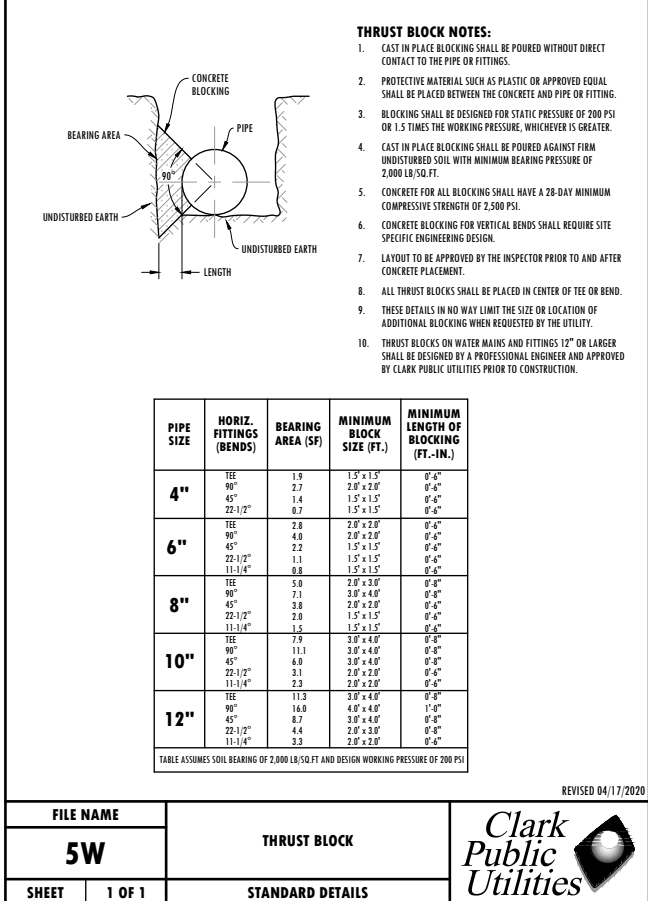 CONCRETE
BLOCKING
BEARING AREA
PIPE
90°
UNDISTURBED EARTH
UNDISTURBED EARTH
LENGTH
THRUST BLOCK NOTES:
1. CAST IN PLACE BLOCKING SHALL BE POURED WITHOUT DIRECT
CONTACT TO THE PIPE OR FITTINGS.
2. PROTECTIVE MATERIAL SUCH AS PLASTIC OR APPROVED EQUAL
SHALL BE PLACED BETWEEN THE CONCRETE AND PIPE OR FITTING.
3. BLOCKING SHALL BE DESIGNED FOR STATIC PRESSURE OF 200 PSI
OR 1.5 TIMES THE WORKING PRESSURE, WHICHEVER IS GREATER.
4. CAST IN PLACE BLOCKING SHALL BE POURED AGAINST FIRM
UNDISTURBED SOIL WITH MINIMUM BEARING PRESSURE OF
2,000 LB/SQ.FT.
5. CONCRETE FOR ALL BLOCKING SHALL HAVE A 28-DAY MINIMUM
COMPRESSIVE STRENGTH OF 2,500 PSI.
6. CONCRETE BLOCKING FOR VERTICAL BENDS SHALL REQUIRE SITE
SPECIFIC ENGINEERING DESIGN.
7. LAYOUT TO BE APPROVED BY THE INSPECTOR PRIOR TO AND AFTER
CONCRETE PLACEMENT.
8. ALL THRUST BLOCKS SHALL BE PLACED IN CENTER OF TEE OR BEND.
9. THESE DETAILS IN NO WAY LIMIT THE SIZE OR LOCATION OF
ADDITIONAL BLOCKING WHEN REQUESTED BY THE UTILITY.
10. THRUST BLOCKS ON WATER MAINS AND FITTINGS 12" OR LARGER
SHALL BE DESIGNED BY A PROFESSIONAL ENGINEER AND APPROVED
BY CLARK PUBLIC UTILITIES PRIOR TO CONSTRUCTION.
PIPE SIZE HORIZ. FITTINGS (BENDS) BEARING AREA (SF) MINIMUM BLOCK SIZE (FT.) MINIMUM LENGTH OF BLOCKING (FT.-IN.)
4"
TEE 1.9 1.5' x 1.5' 0'-6"
90° 2.7 2.0' x 2.0' 0'-6"
45° 1.4 1.5' x 1.5' 0'-6"
22-1/2° 0.7 1.5' x 1.5' 0'-6"
6"
TEE 2.8 2.0' x 2.0' 0'-6"
90° 4.0 2.0' x 2.0' 0'-6"
45° 2.2 1.5' x 1.5' 0'-6"
22-1/2° 1.1 1.5' x 1.5' 0'-6"
11-1/4° 0.8 1.5' x 1.5' 0'-6"
8"
TEE 5.0 2.0' x 3.0' 0'-8"
90° 7.1 3.0' x 4.0' 0'-8"
45° 3.8 2.0' x 2.0' 0'-6"
22-1/2° 2.0 1.5' x 1.5' 0'-6"
11-1/4° 1.5 1.5' x 1.5' 0'-6"
10"
TEE 7.9 3.0' x 4.0' 0'-8"
90° 11.1 3.0' x 4.0' 0'-8"
45° 6.0 3.0' x 4.0' 0'-8"
22-1/2° 3.1 2.0' x 2.0' 0'-6"
11-1/4° 2.3 2.0' x 2.0' 0'-6"
12"
TEE 11.3 3.0' x 4.0' 0'-8"
90° 16.0 4.0' x 4.0' 1'-0"
45° 8.7 3.0' x 4.0' 0'-8"
22-1/2° 4.4 2.0' x 3.0' 0'-8"
11-1/4° 3.3 2.0' x 2.0' 0'-6"
TABLE ASSUMES SOIL BEARING OF 2,000 LB/SQ.FT AND DESIGN WORKING PRESSURE OF 200 PSI
REVISED 04/17/2020
FILE NAME
5W
SHEET 1 OF 1
THRUST BLOCK
STANDARD DETAILS
Clark
Public
Utilities